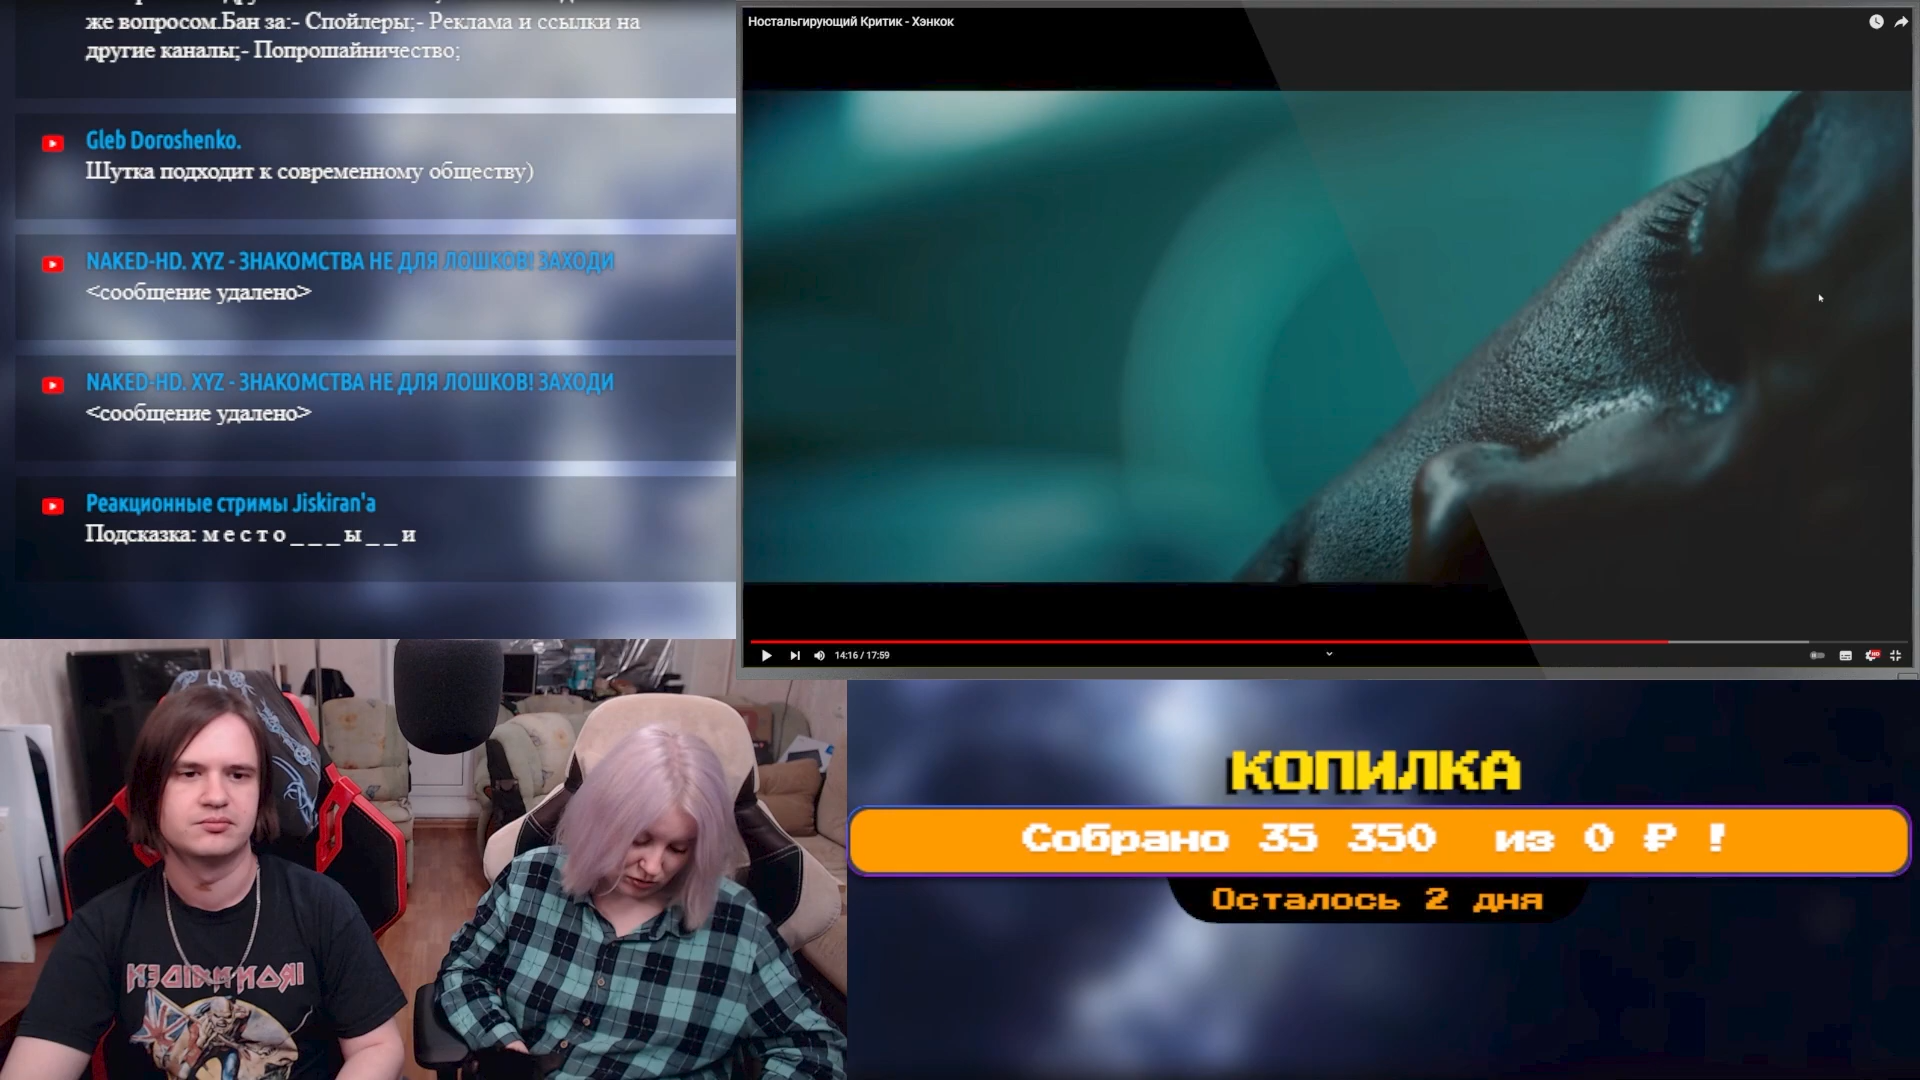 же вопросом.Бан за:- Спойлеры;- Реклама и ссылки на
другие каналы;- Попрошайничество;
Gleb Doroshenko.
Шутка подходит к современному обществу)
NAKED-HD. XYZ - ЗНАКОМСТВА НЕ ДЛЯ ЛОШКОВ! ЗАХОДИ
<сообщение удалено>
NAKED-HD. XYZ - ЗНАКОМСТВА НЕ ДЛЯ ЛОШКОВ! ЗАХОДИ
<сообщение удалено>
Реакционные стримы Jiskiran'a
Подсказка: м е с т о _ _ _ ы _ _ и
Ностальгирующий Критик - Хэнкок
14:16 / 17:59
HD
IRON MAIDEN
КОПИЛКА
Собрано 35 350 из 0 ₽ !
Осталось 2 дня